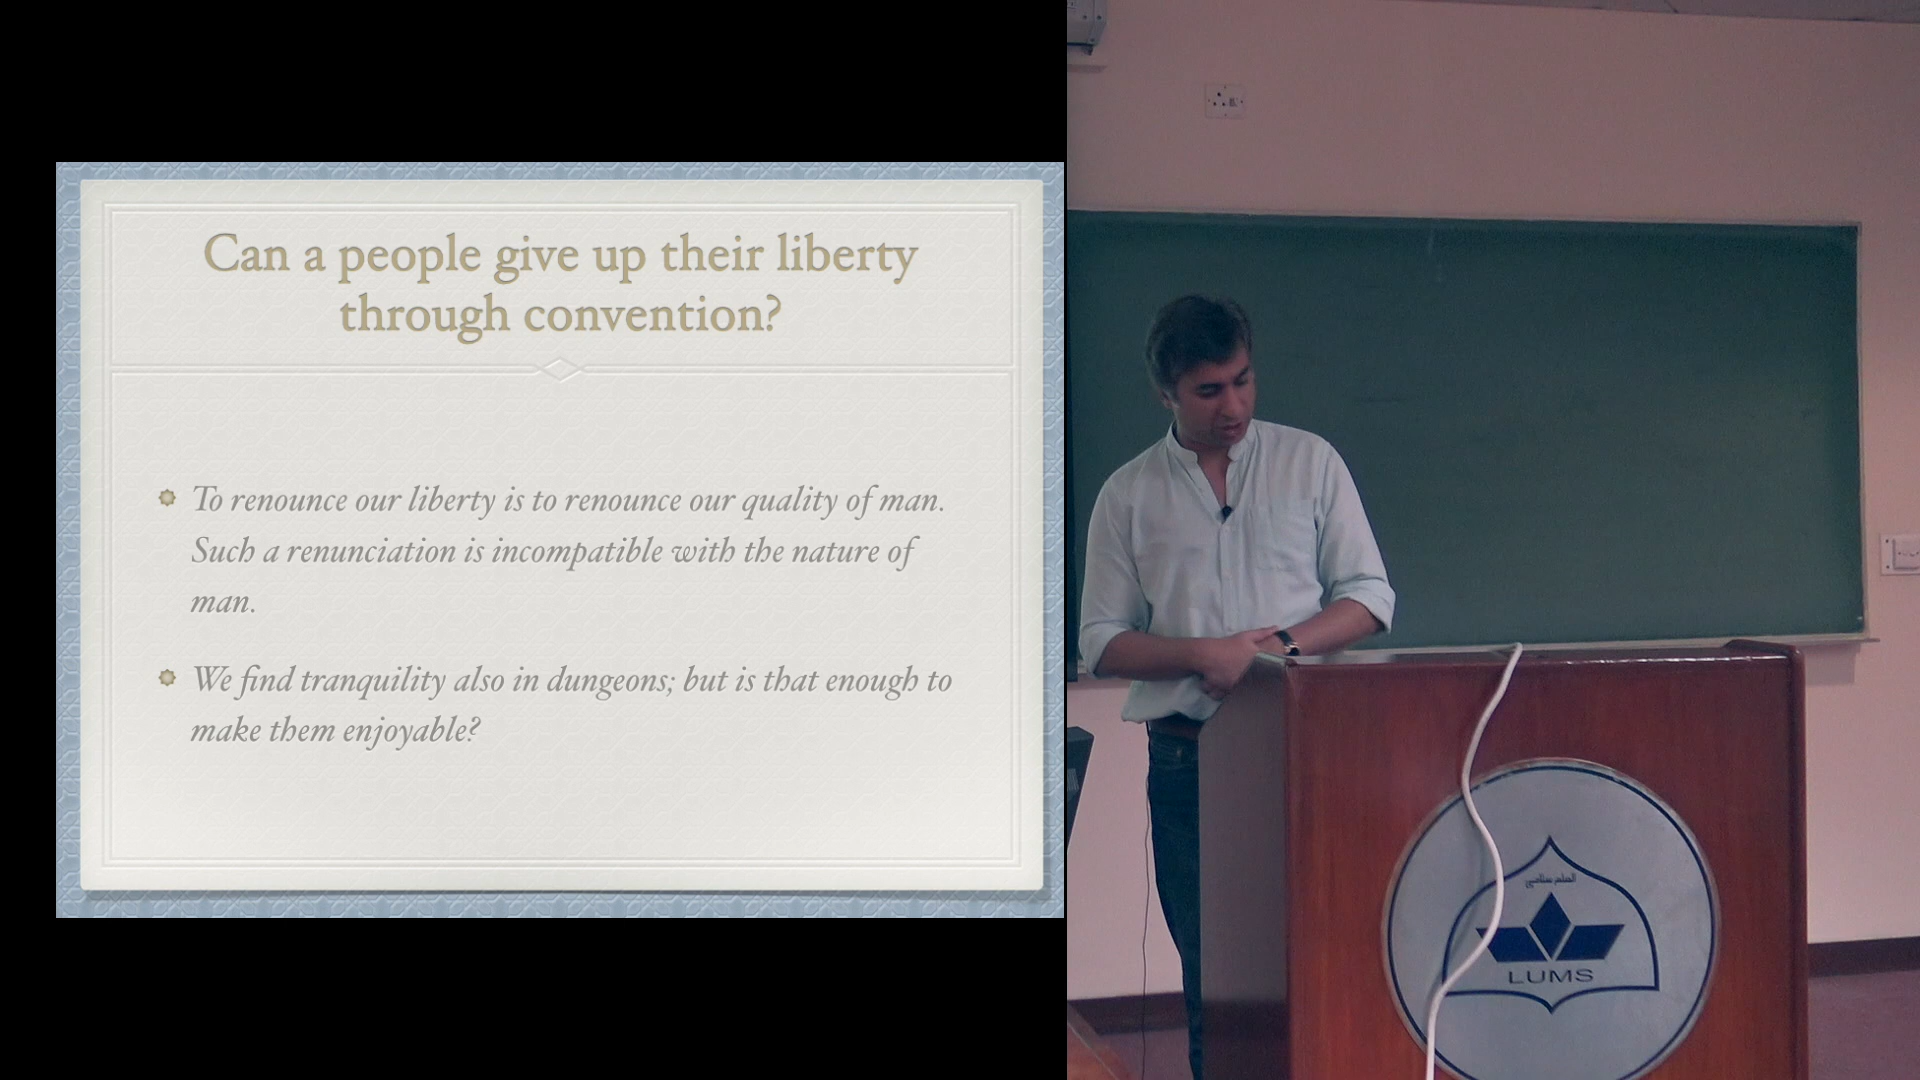 Can a people give up their liberty
through convention?
To renounce our liberty is to renounce our quality of man.
Such a renunciation is incompatible with the nature of
man.
We find tranquility also in dungeons; but is that enough to
make them enjoyable?
LUMS